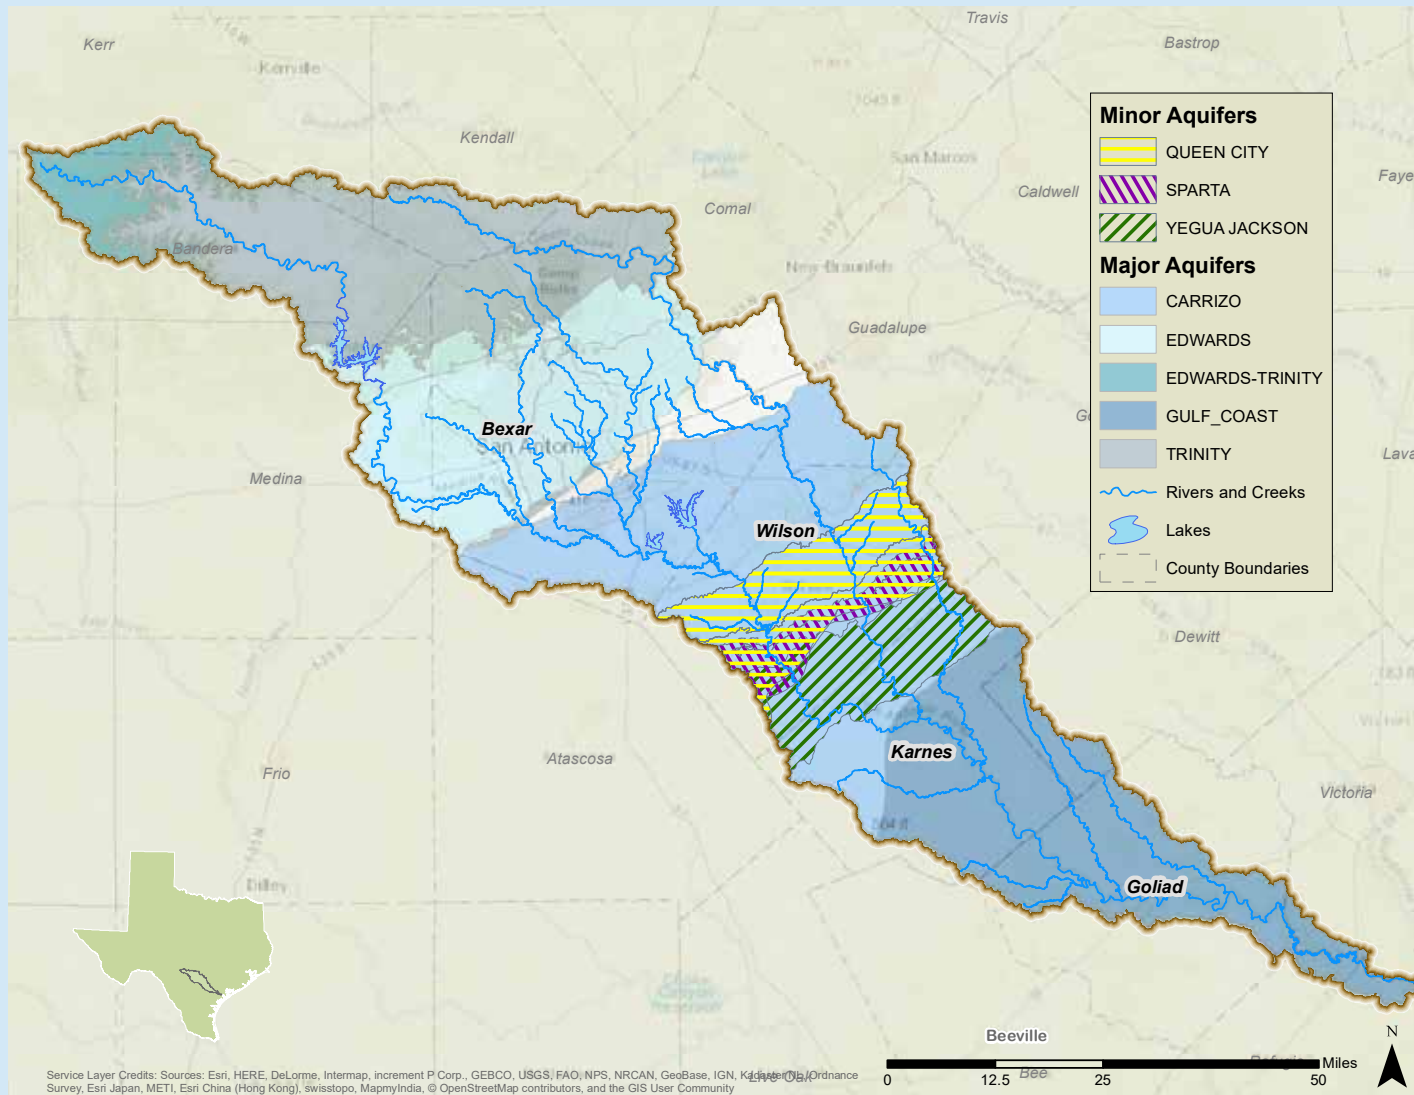 Travis
Kerr
Bastrop
Kerrville
Kendall
San Marcos
Caldwell
Faye
Comal
Bandera
New Braunfels
Guadalupe
Minor Aquifers
QUEEN CITY
SPARTA
YEGUA JACKSON
Major Aquifers
CARRIZO
EDWARDS
EDWARDS-TRINITY
GULF_COAST
TRINITY
Rivers and Creeks
Lakes
County Boundaries
Bexar
San Antonio
Lava
Medina
Wilson
Dewitt
Karnes
Atascosa
Frio
Victoria
Dilley
Goliad
Beeville
Refugio
Bee
Live Oak
N
Miles
0 12.5 25 50
Service Layer Credits: Sources: Esri, HERE, DeLorme, Intermap, increment P Corp., GEBCO, USGS, FAO, NPS, NRCAN, GeoBase, IGN, Kadaster NL, Ordnance
Survey, Esri Japan, METI, Esri China (Hong Kong), swisstopo, MapmyIndia, © OpenStreetMap contributors, and the GIS User Community